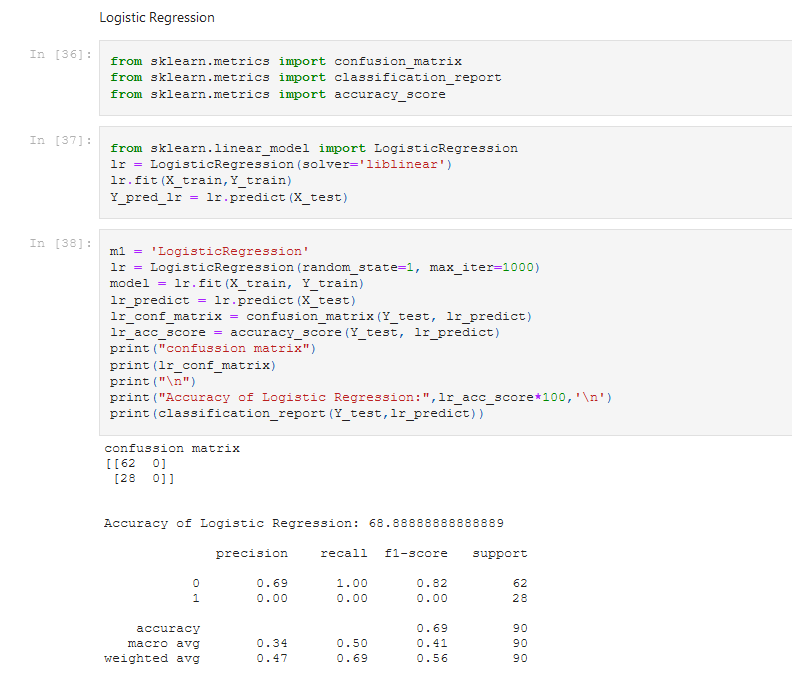 Logistic Regression
In [36]:
from sklearn.metrics import confusion_matrix
from sklearn.metrics import classification_report
from sklearn.metrics import accuracy_score
In [37]:
from sklearn.linear_model import LogisticRegression
lr = LogisticRegression(solver='liblinear')
lr.fit(X_train,Y_train)
Y_pred_lr = lr.predict(X_test)
In [38]:
m1 = 'LogisticRegression'
lr = LogisticRegression(random_state=1, max_iter=1000)
model = lr.fit(X_train, Y_train)
lr_predict = lr.predict(X_test)
lr_conf_matrix = confusion_matrix(Y_test, lr_predict)
lr_acc_score = accuracy_score(Y_test, lr_predict)
print("confussion matrix")
print(lr_conf_matrix)
print("\n")
print("Accuracy of Logistic Regression:",lr_acc_score*100,'\n')
print(classification_report(Y_test,lr_predict))
confussion matrix
[[62  0]
 [28  0]]
Accuracy of Logistic Regression: 68.88888888888889
precision    recall  f1-score   support
0       0.69      1.00      0.82        62
1       0.00      0.00      0.00        28
accuracy                           0.69        90
macro avg       0.34      0.50      0.41        90
weighted avg       0.47      0.69      0.56        90